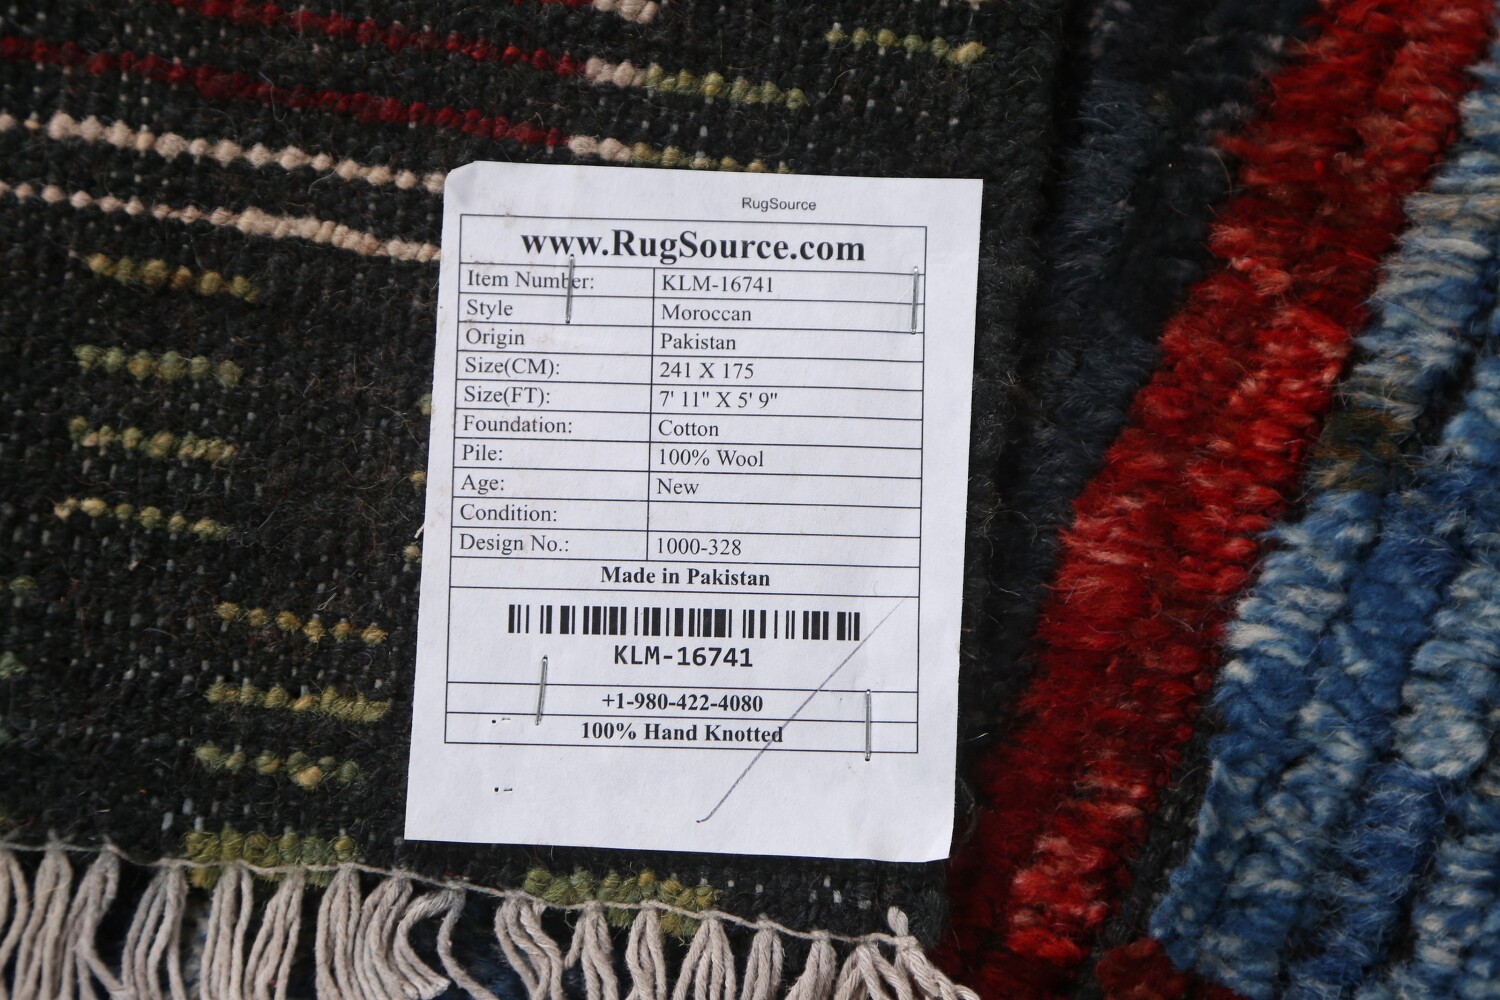 RugSource
www.RugSource.com
Item Number: KLM-16741
Style Moroccan
Origin Pakistan
Size(CM): 241 X 175
Size(FT): 7' 11" X 5' 9"
Foundation: Cotton
Pile: 100% Wool
Age: New
Condition:
Design No.: 1000-328
Made in Pakistan
KLM-16741
+1-980-422-4080
100% Hand Knotted